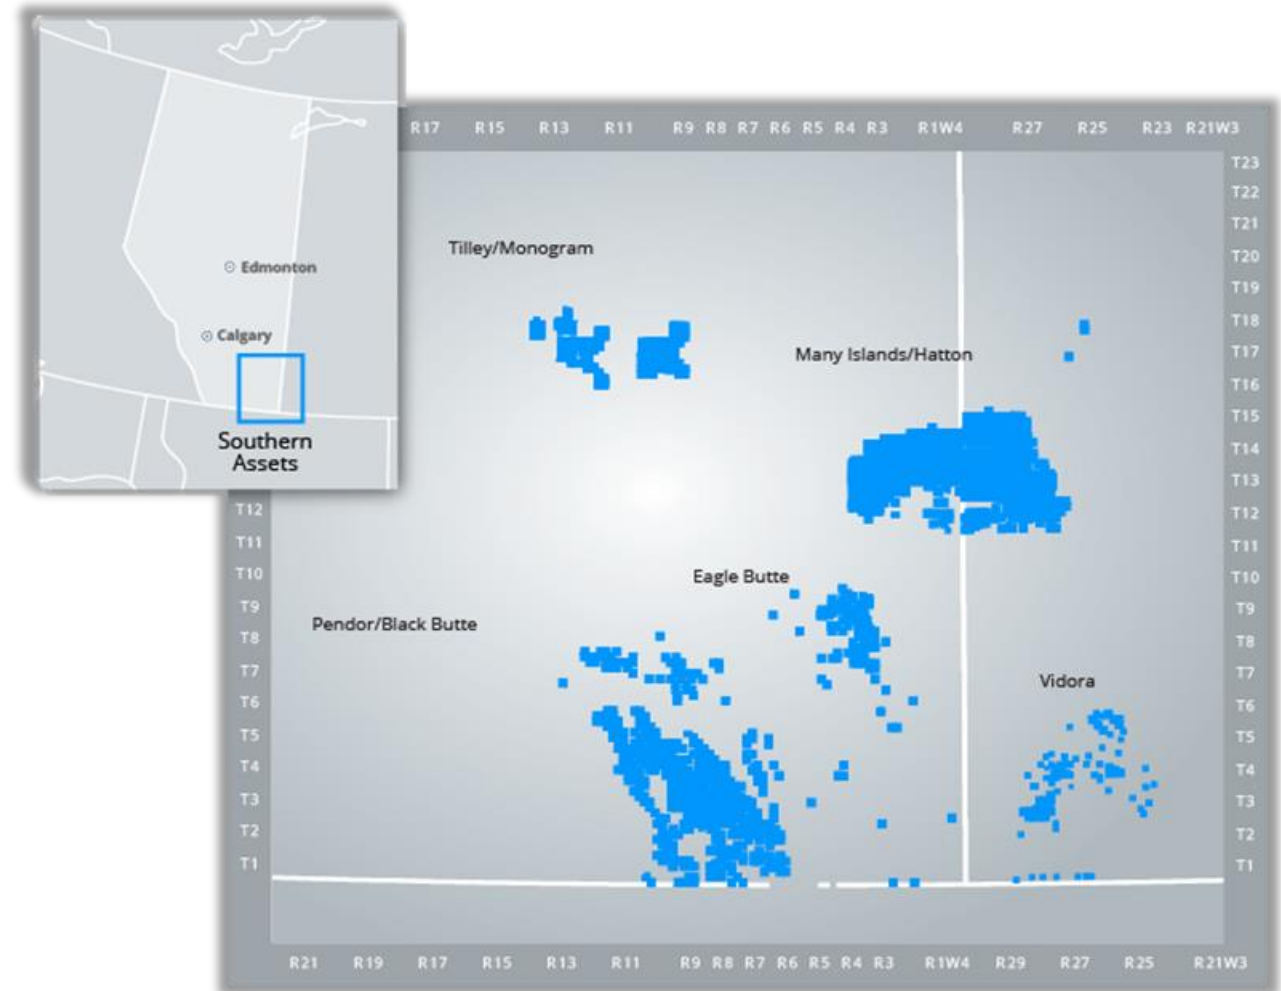 Edmonton
Calgary
Southern
Assets
R17 R15 R13 R11 R9 R8 R7 R6 R5 R4 R3 R1W4 R27 R25 R23 R21W3
T23
T22
Tilley/Monogram
T21
T20
T19
T18
Many Islands/Hatton
T17
T16
T15
T14
T13
T12 T12
T11 T11
T10 Eagle Butte T10
T9 T9
Pendor/Black Butte
T8 T8
T7 T7
Vidora
T6 T6
T5 T5
T4 T4
T3 T3
T2 T2
T1 T1
R21 R19 R17 R15 R13 R11 R9 R8 R7 R6 R5 R4 R3 R1W4 R29 R27 R25 R21W3